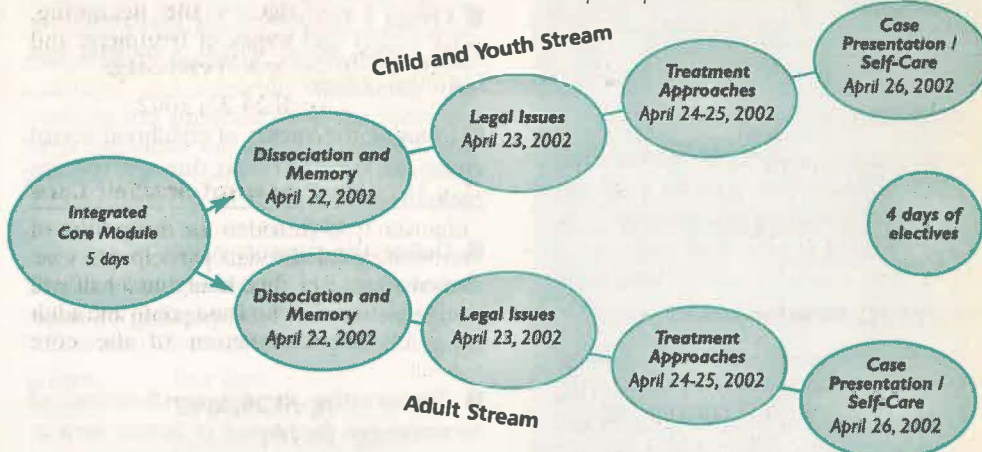 Child and Youth Stream
Integrated
Core Module
5 days
Dissociation and
Memory
April 22, 2002
Legal Issues
April 23, 2002
Treatment
Approaches
April 24-25, 2002
Case
Presentation /
Self-Care
April 26, 2002
4 days of
electives
Dissociation and
Memory
April 22, 2002
Legal Issues
April 23, 2002
Treatment
Approaches
April 24-25, 2002
Case
Presentation /
Self-Care
April 26, 2002
Adult Stream